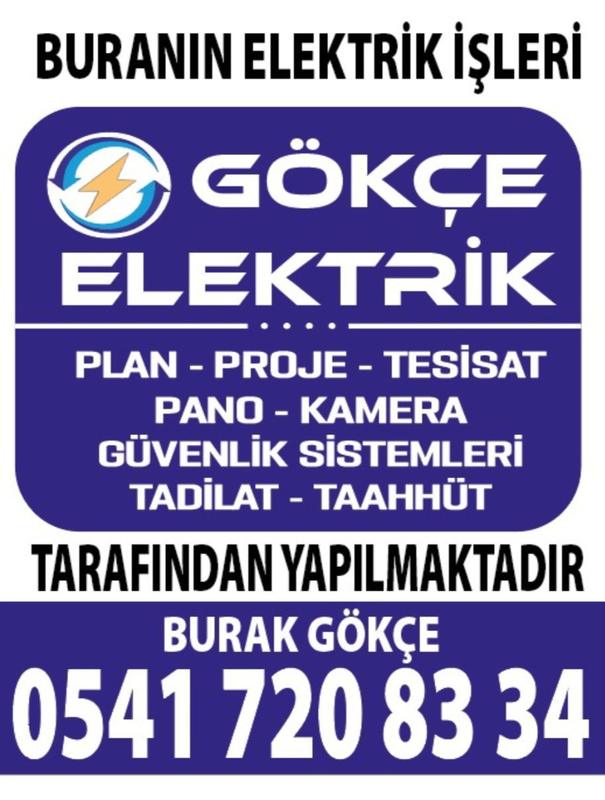 BURANIN ELEKTRİK İŞLERİ
GÖKÇE
ELEKTRİK
PLAN - PROJE - TESİSAT
PANO - KAMERA
GÜVENLİK SİSTEMLERİ
TADİLAT - TAAHHÜT
TARAFINDAN YAPILMAKTADIR
BURAK GÖKÇE
0541 720 83 34